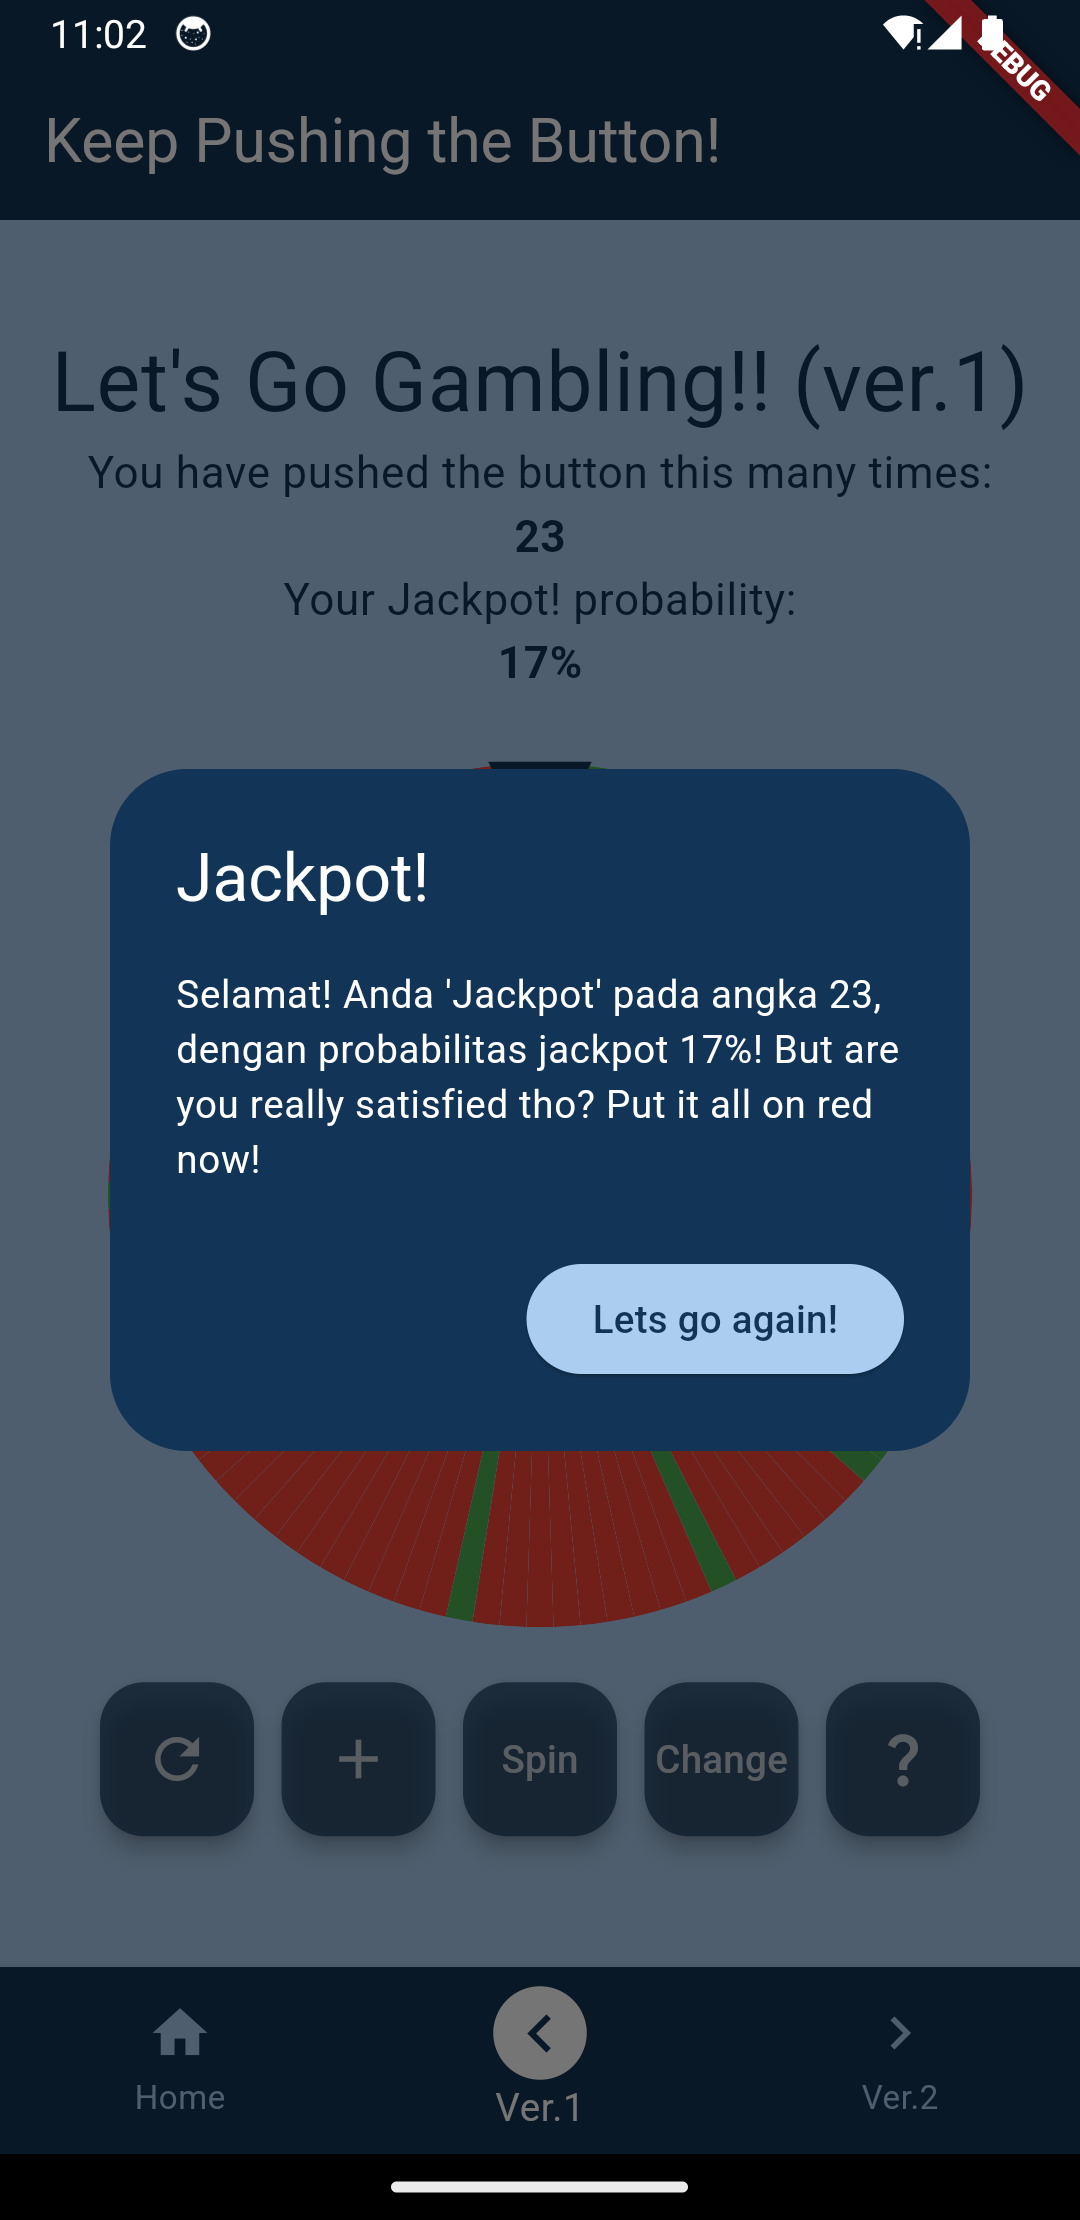 11:02
DEBUG
Keep Pushing the Button!
Let's Go Gambling!! (ver.1)
You have pushed the button this many times:
23
Your Jackpot! probability:
17%
Jackpot!
Selamat! Anda 'Jackpot' pada angka 23,
dengan probabilitas jackpot 17%! But are
you really satisfied tho? Put it all on red
now!
Lets go again!
+
Spin
Change
?
Home
Ver.1
Ver.2